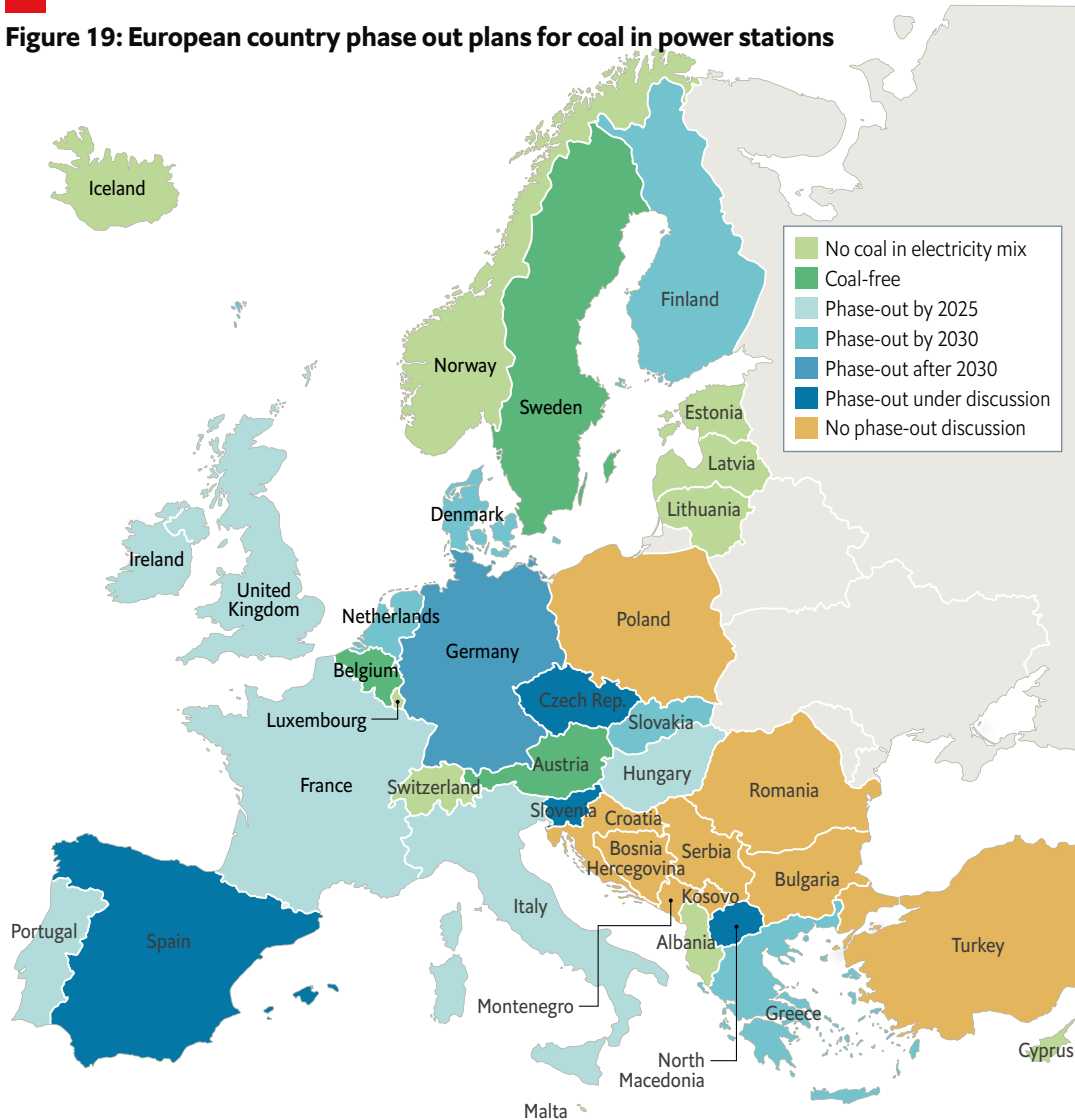 Figure 19: European country phase out plans for coal in power stations
Iceland
No coal in electricity mix
Coal-free
Phase-out by 2025
Phase-out by 2030
Phase-out after 2030
Phase-out under discussion
No phase-out discussion
Finland
Norway
Sweden
Estonia
Latvia
Lithuania
Denmark
Ireland
United
Kingdom
Netherlands
Poland
Germany
Belgium
Czech Rep.
Luxembourg
Slovakia
Austria
Hungary
France
Switzerland
Romania
Slovenia
Croatia
Bosnia
Hercegovina
Serbia
Bulgaria
Kosovo
Italy
Portugal
Spain
Albania
Turkey
Montenegro
Greece
North
Macedonia
Cyprus
Malta